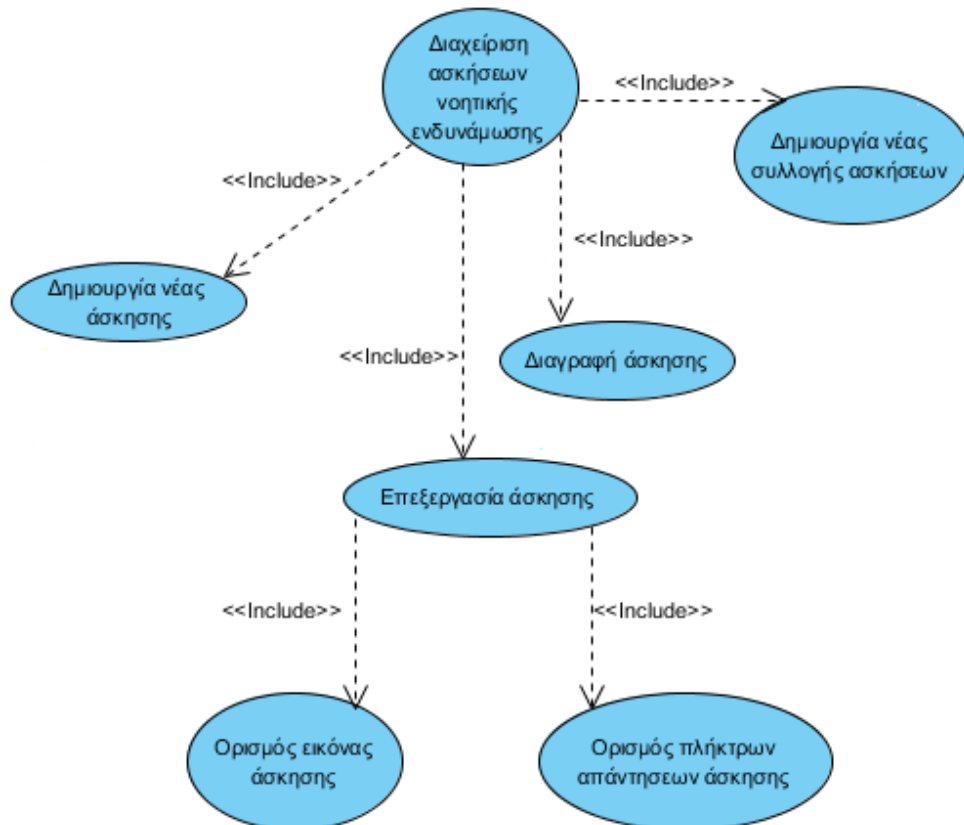 Διαχείριση
ασκήσεων
νοητικής
ενδυνάμωσης
<<Include>>
Δημιουργία νέας
συλλογής ασκήσεων
<<Include>>
<<Include>>
Δημιουργία νέας
άσκησης
<<Include>>
Διαγραφή άσκησης
Επεξεργασία άσκησης
<<Include>>
<<Include>>
Ορισμός εικόνας
άσκησης
Ορισμός πλήκτρων
απάντησεων άσκησης